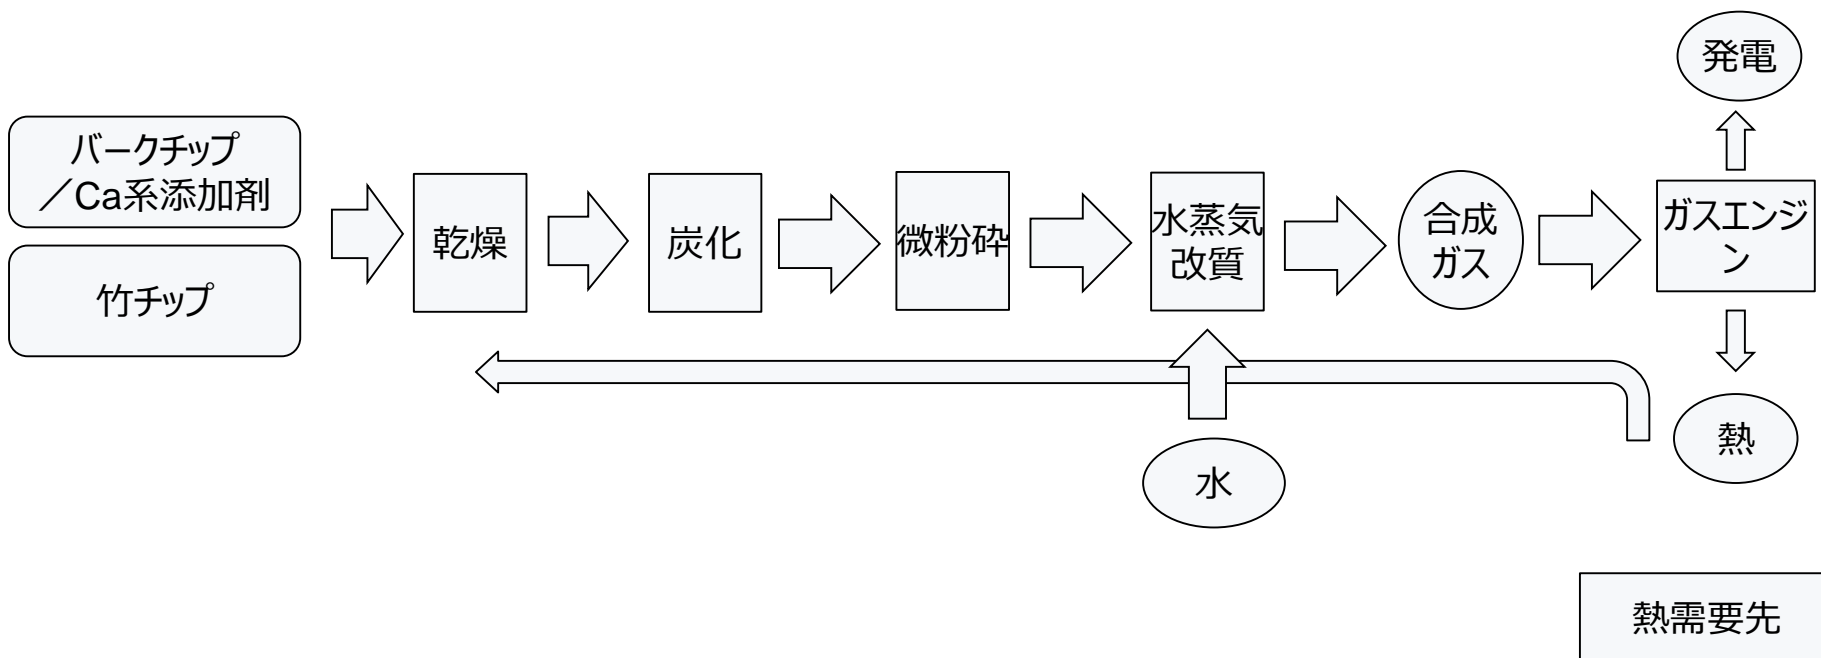 発電
バークチップ
／Ca系添加剤
竹チップ
乾燥
炭化
微粉砕
水蒸気
改質
合成
ガス
ガスエンジ
ン
熱
水
熱需要先